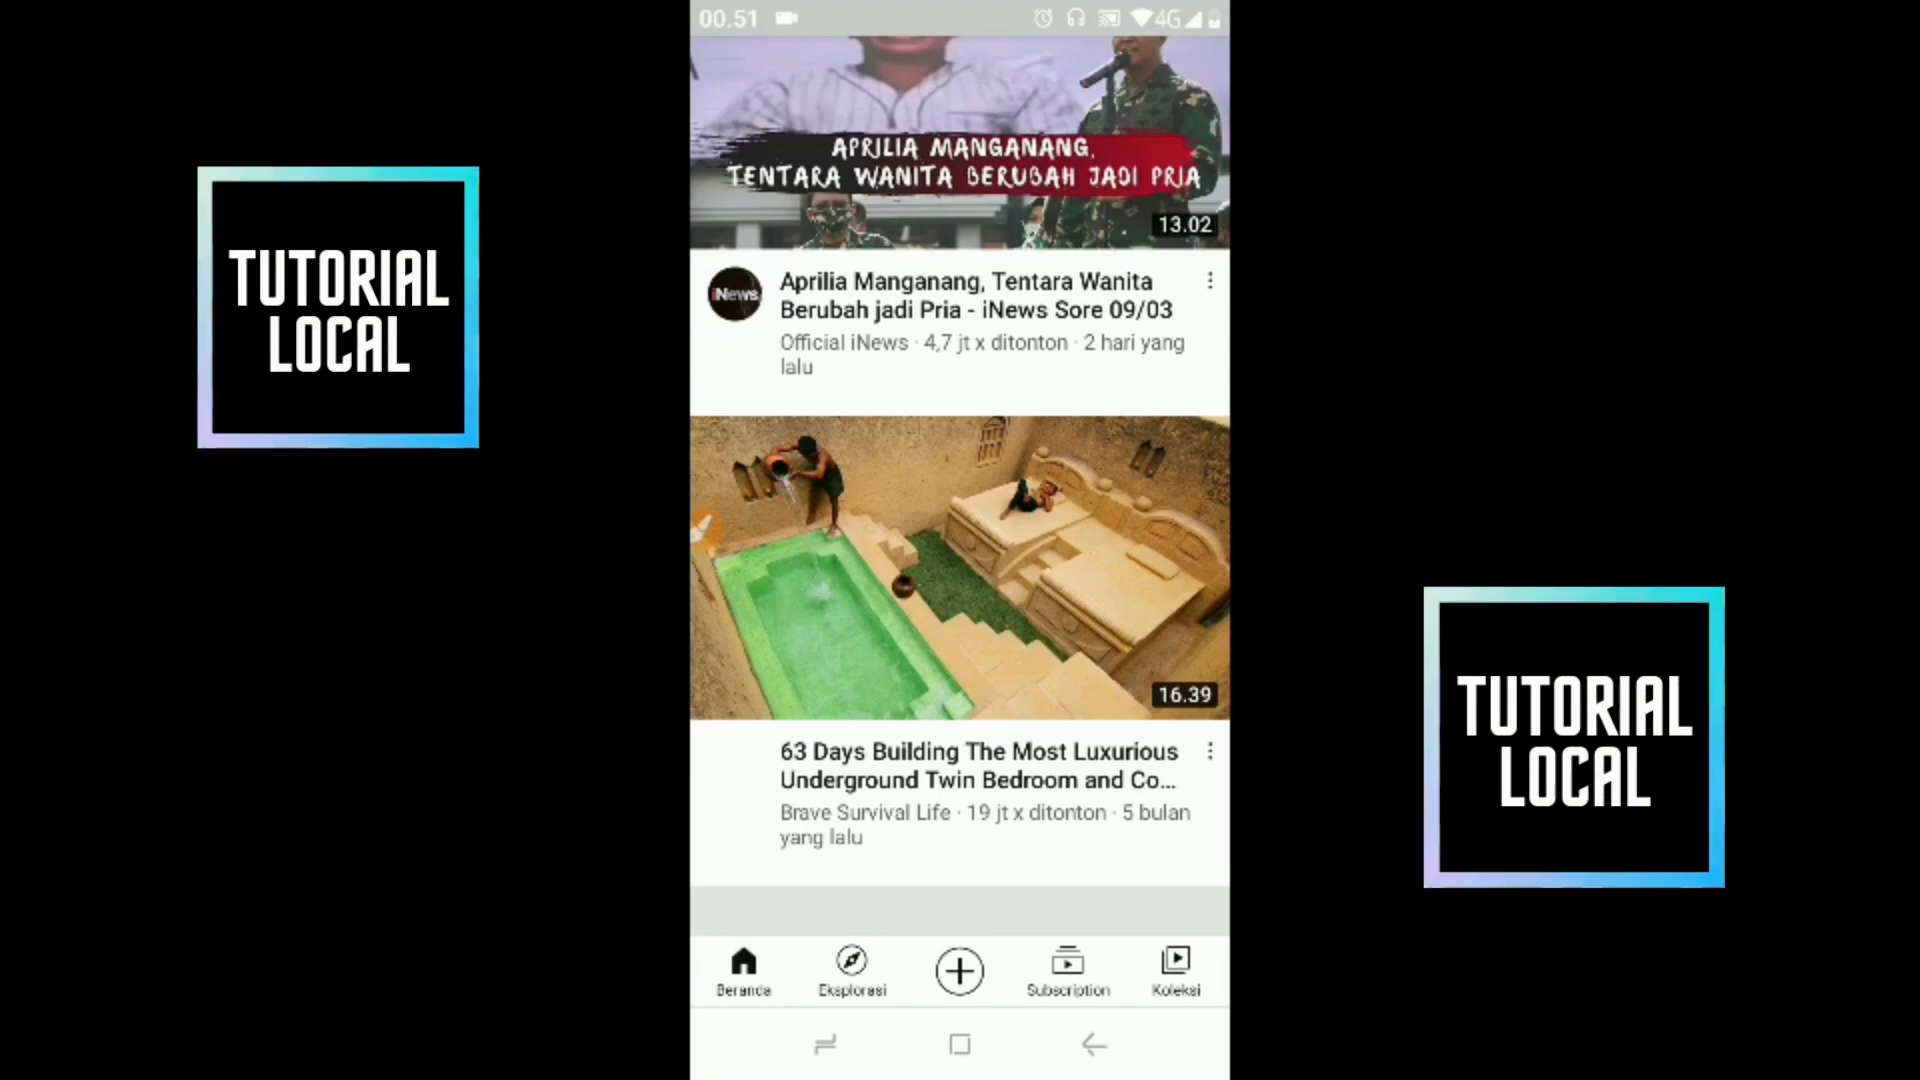 00.51
4G
APRILIA MANGANANG,
TENTARA WANITA BERUBAH JADI PRIA
13.02
iNews
Aprilia Manganang, Tentara Wanita
Berubah jadi Pria - iNews Sore 09/03
Official iNews · 4,7 jt x ditonton · 2 hari yang
lalu
TUTORIAL
LOCAL
16.39
63 Days Building The Most Luxurious
Underground Twin Bedroom and Co...
Brave Survival Life · 19 jt x ditonton · 5 bulan
yang lalu
TUTORIAL
LOCAL
Beranda
Eksplorasi
Subscription
Koleksi